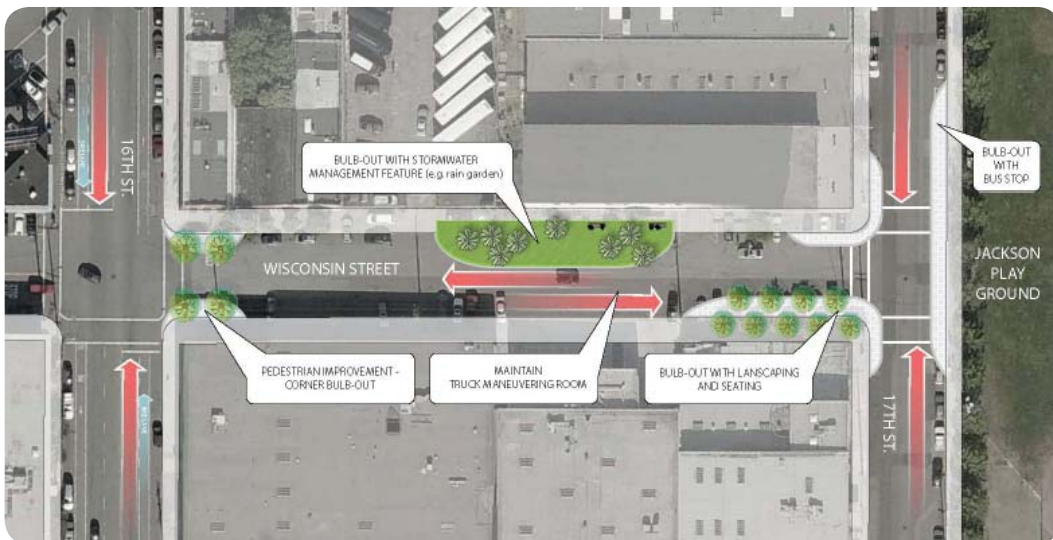 16TH ST.
BULB-OUT WITH STORMWATER
MANAGEMENT FEATURE (e.g. rain garden)
BULB-OUT
WITH
BUS STOP
WISCONSIN STREET
JACKSON
PLAY
GROUND
PEDESTRIAN IMPROVEMENT -
CORNER BULB-OUT
MAINTAIN
TRUCK MANEUVERING ROOM
BULB-OUT WITH LANSCAPING
AND SEATING
17TH ST.